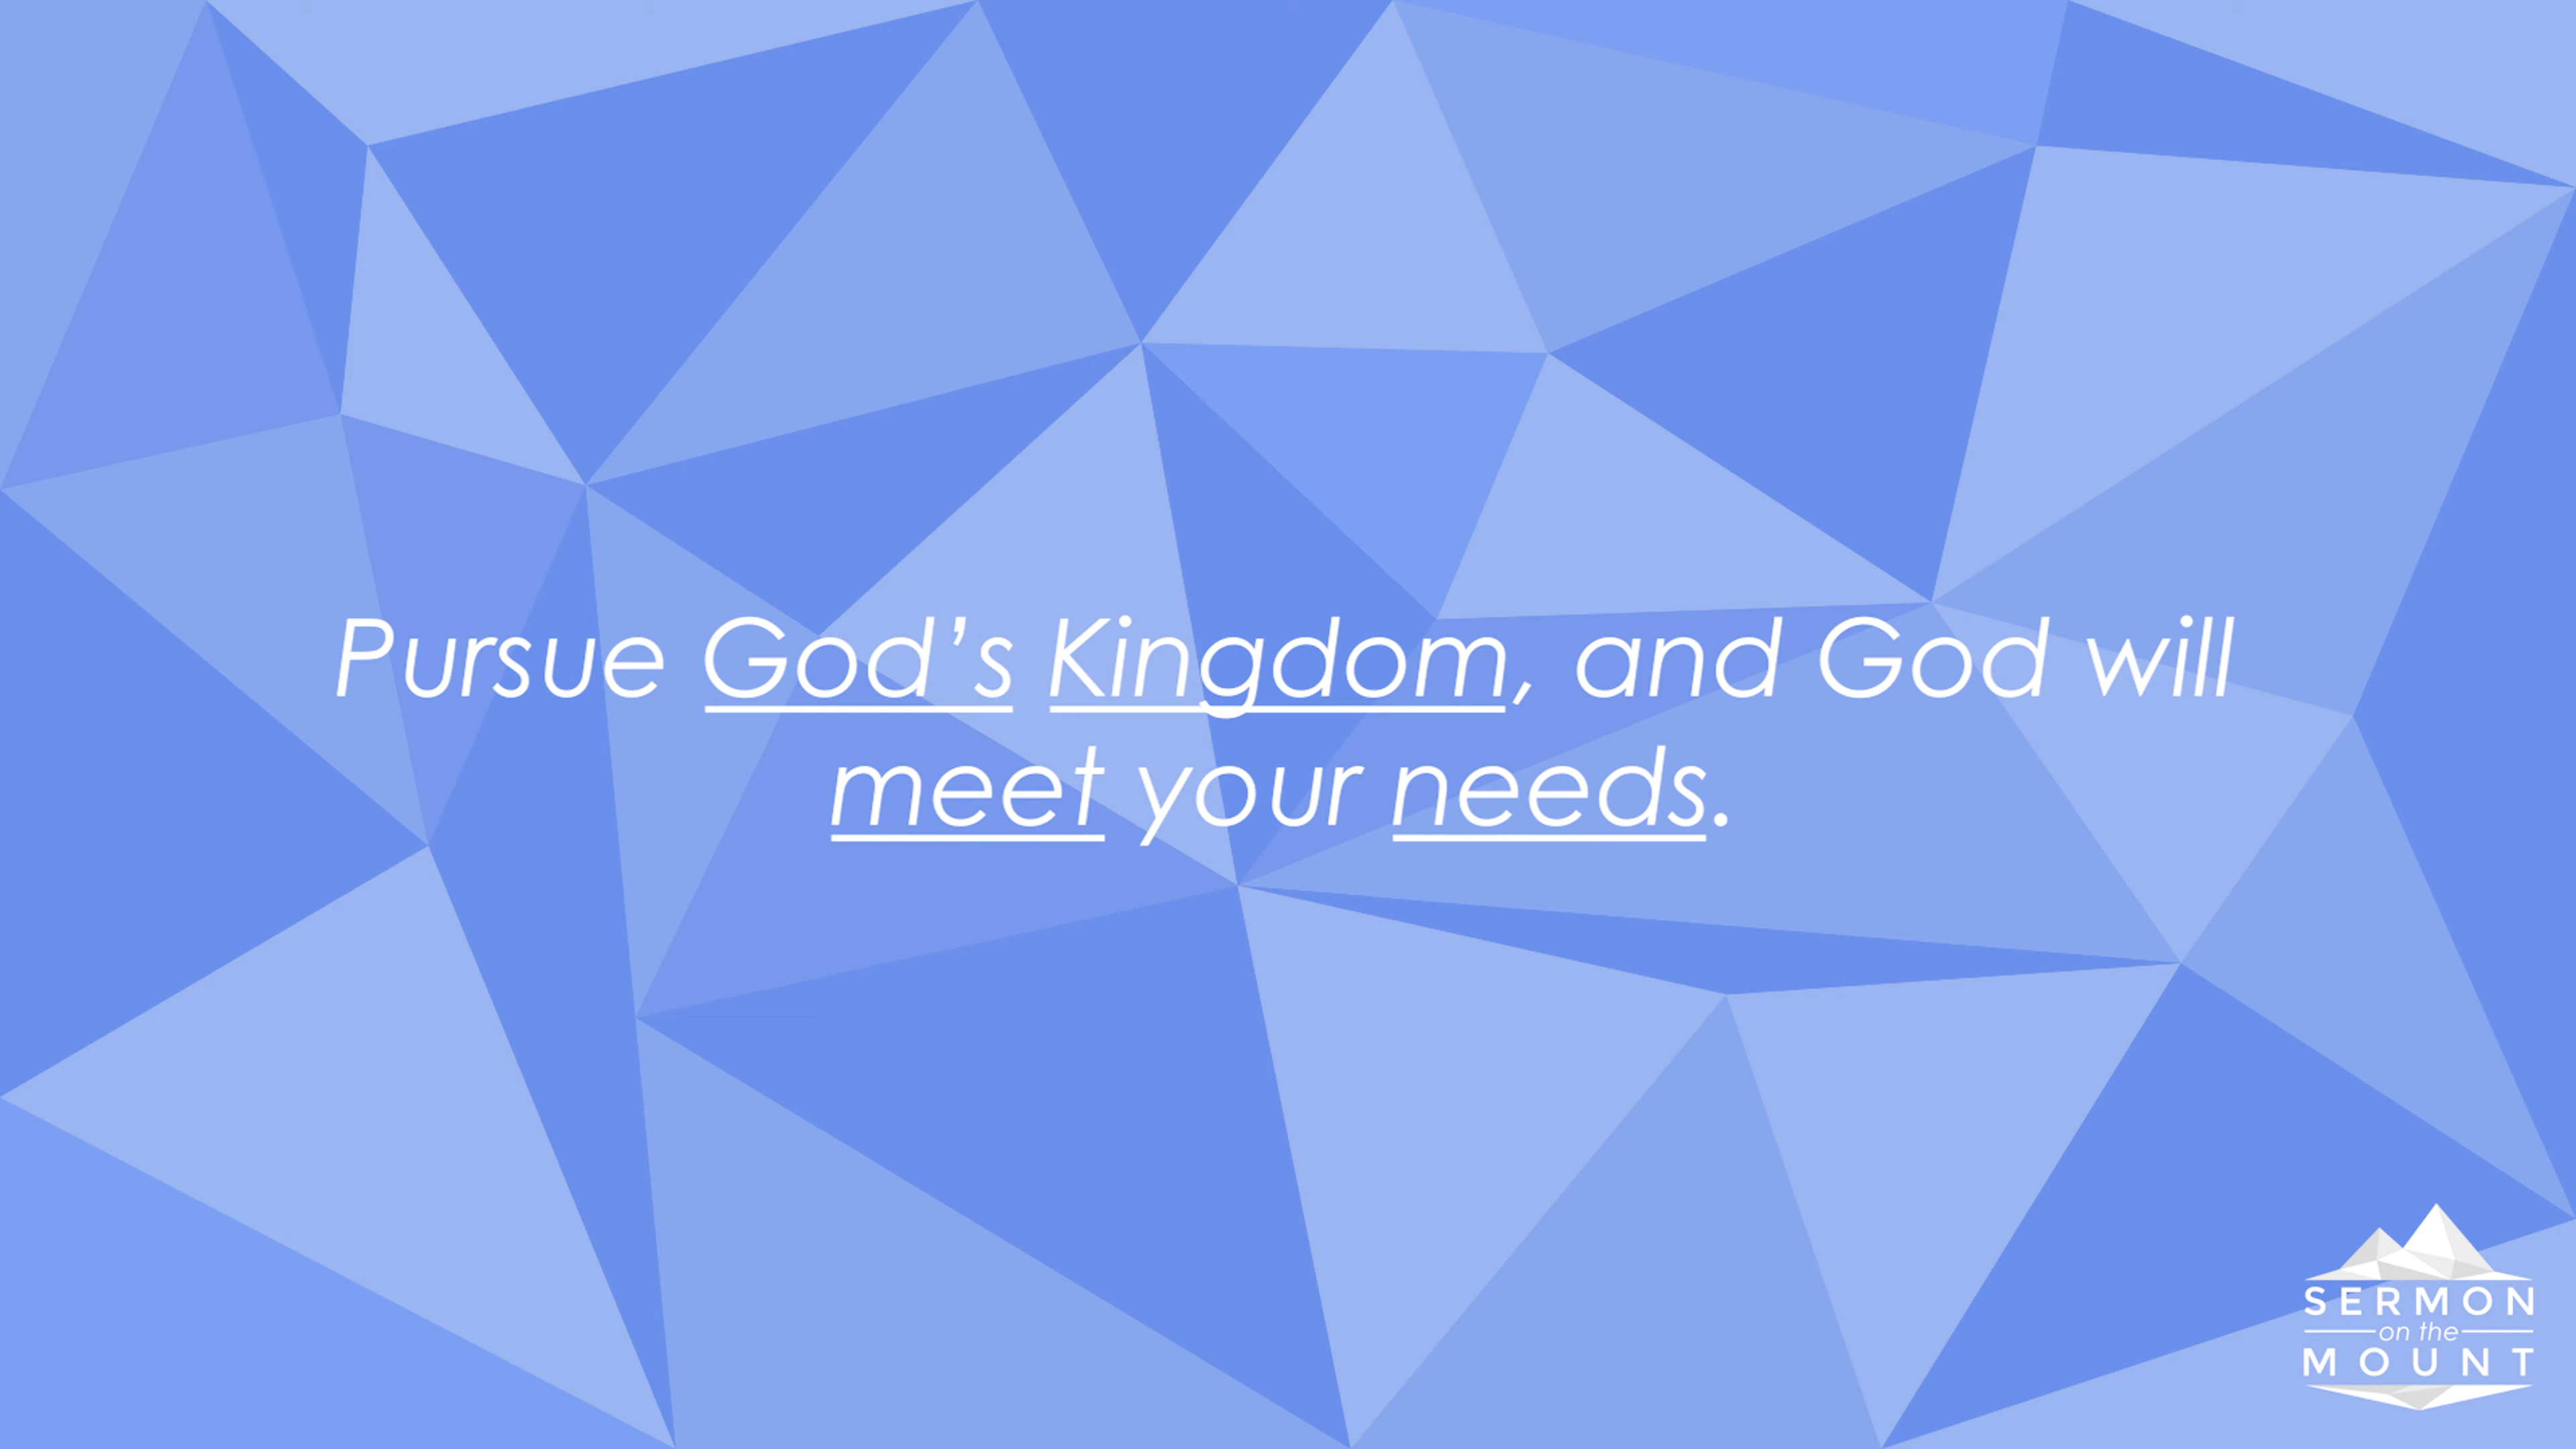 Pursue God’s Kingdom, and God will
meet your needs.
SERMON
on the
MOUNT